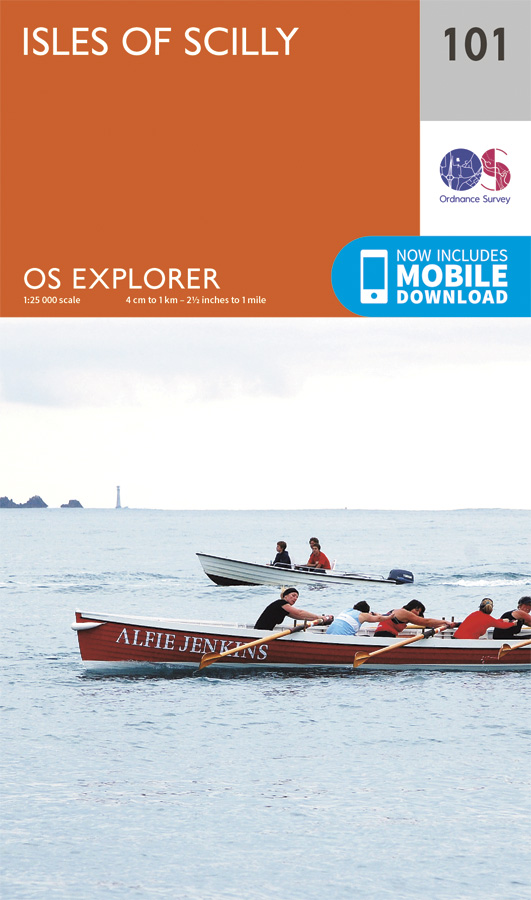 ISLES OF SCILLY
101
Ordnance Survey
OS EXPLORER
1:25 000 scale
4 cm to 1 km – 2½ inches to 1 mile
NOW INCLUDES
MOBILE
DOWNLOAD
ALFIE JENKINS